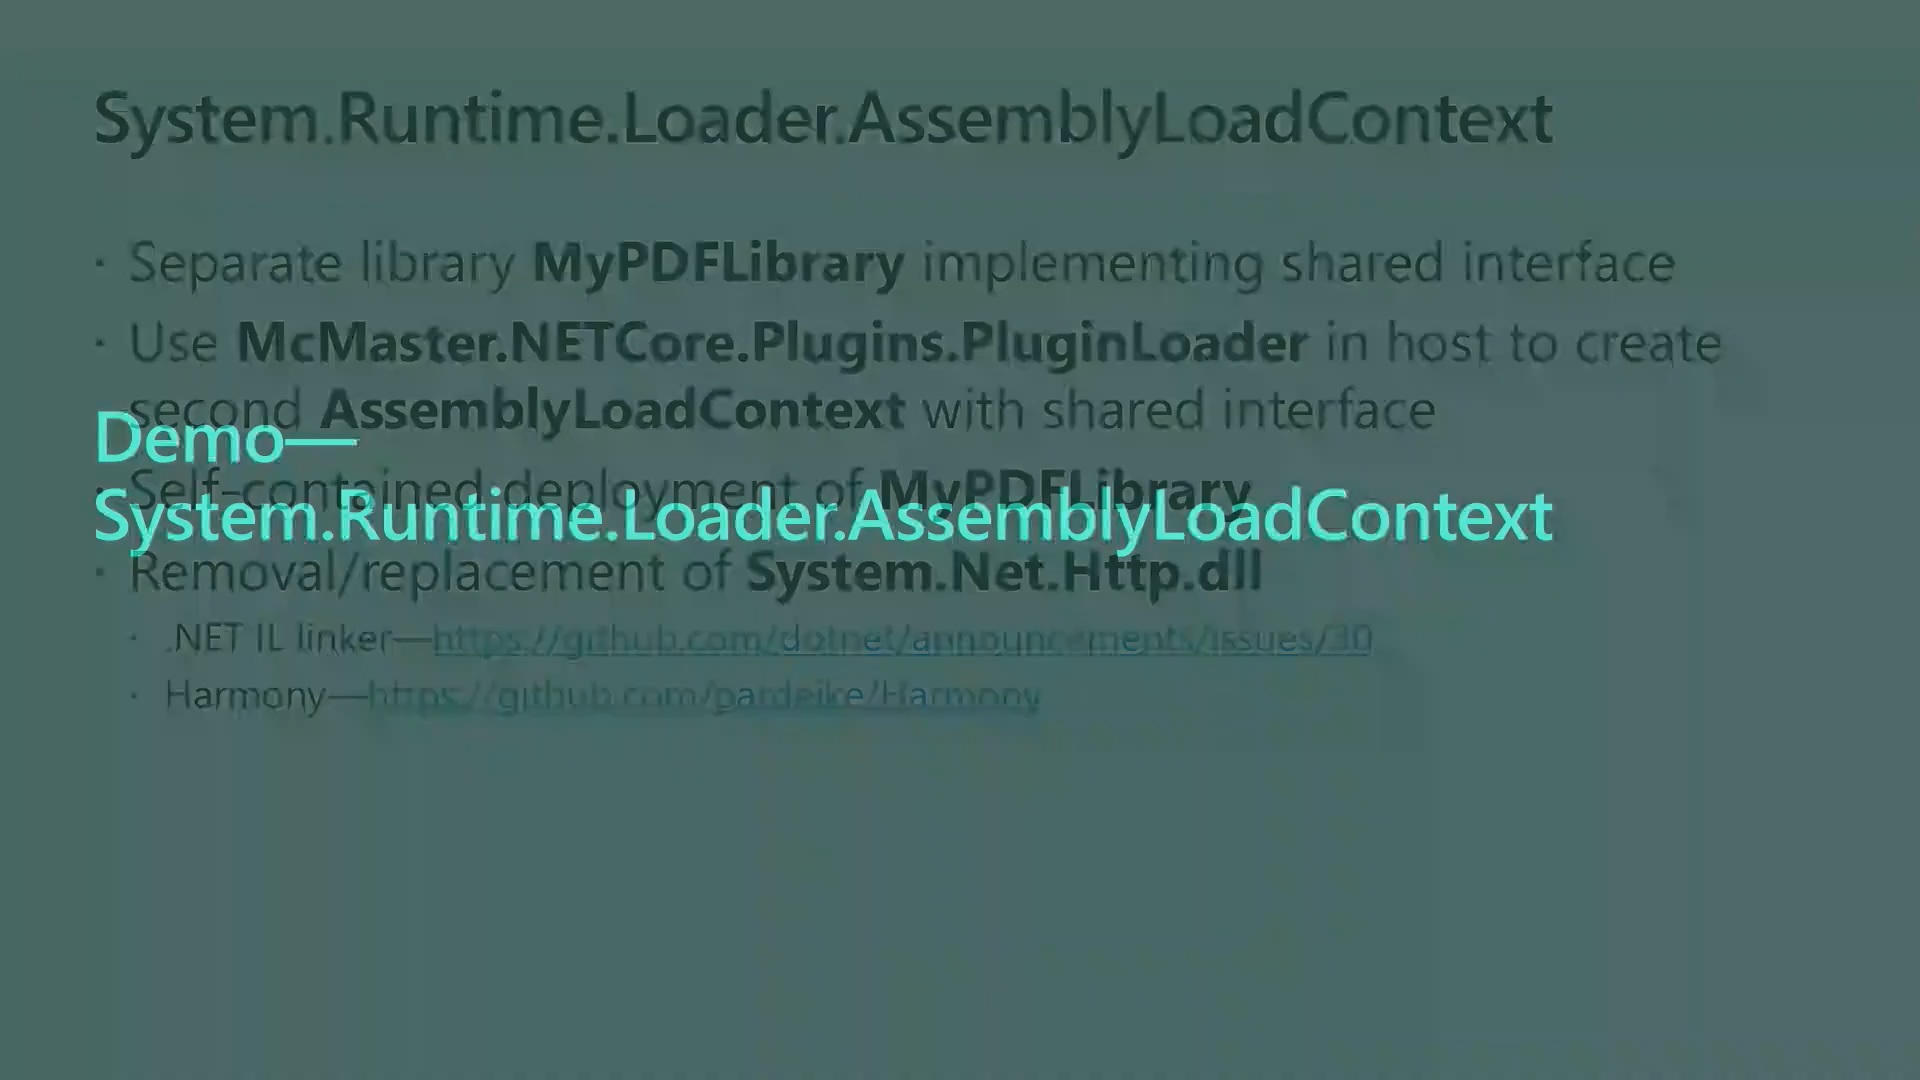 System.Runtime.Loader.AssemblyLoadContext
· Separate library MyPDFLibrary implementing shared interface
· Use McMaster.NETCore.Plugins.PluginLoader in host to create
second AssemblyLoadContext with shared interface
Demo—
· Self-contained deployment of MyPDFLibrary
System.Runtime.Loader.AssemblyLoadContext
· Removal/replacement of System.Net.Http.dll
· .NET IL linker—https://github.com/dotnet/announcements/issues/30
· Harmony—https://github.com/pardeike/Harmony